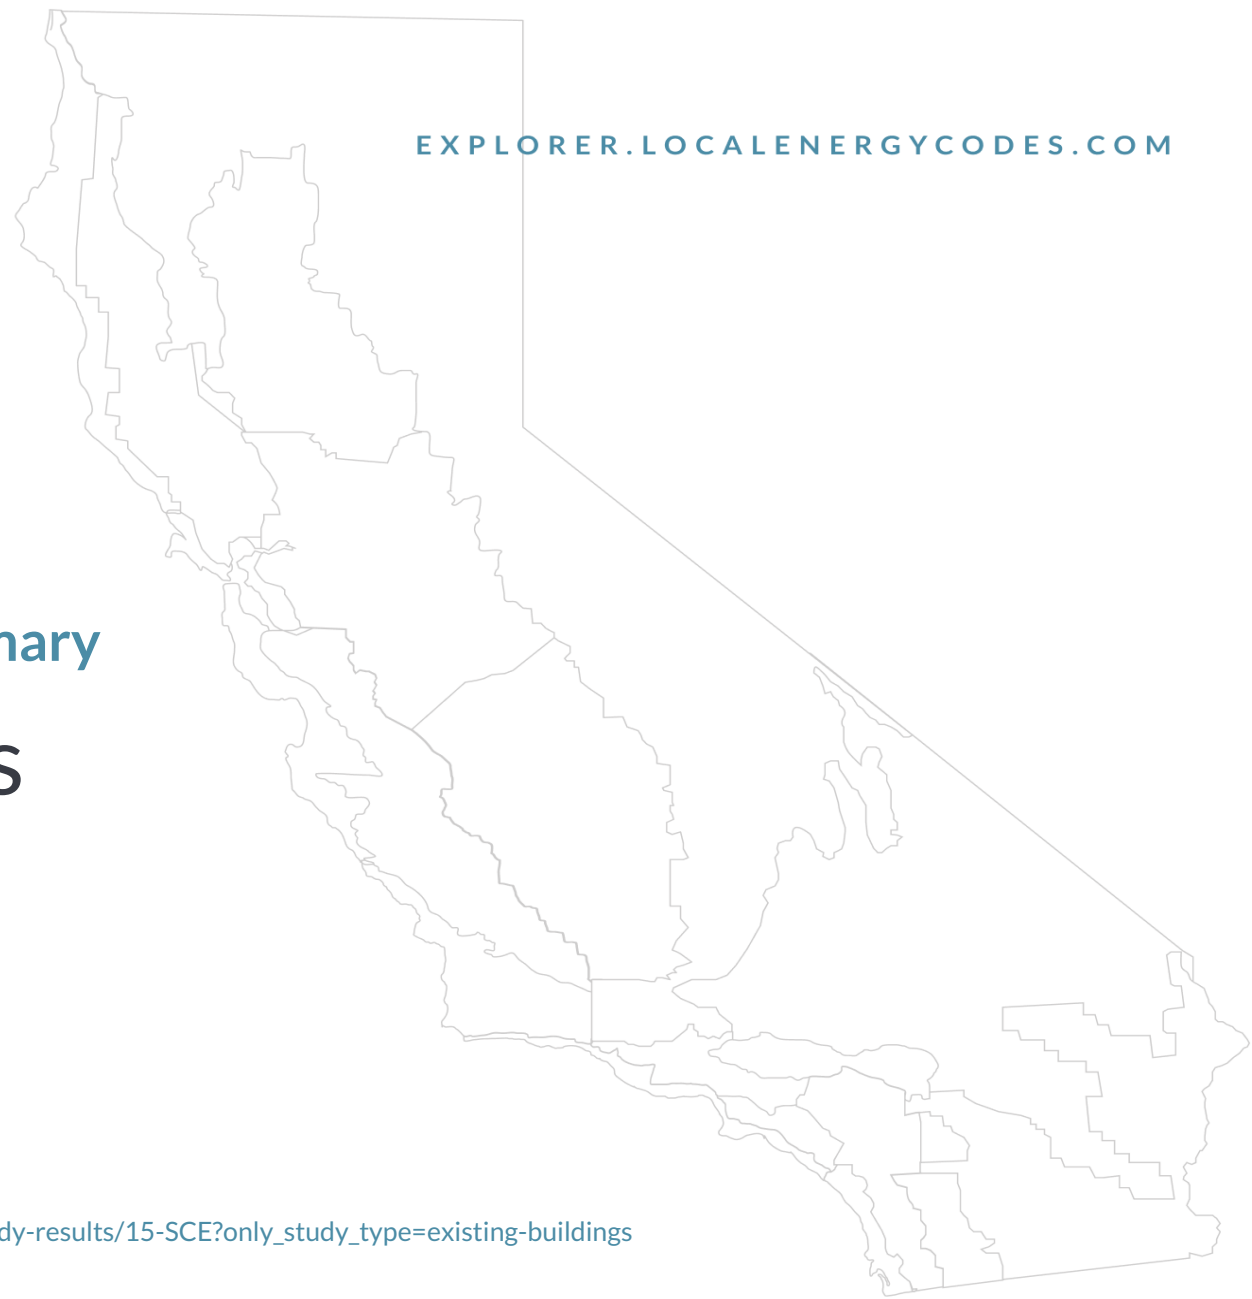 EXPLORER.LOCALENERGYCODES.COM
nary
s
dy-results/15-SCE?only_study_type=existing-buildings